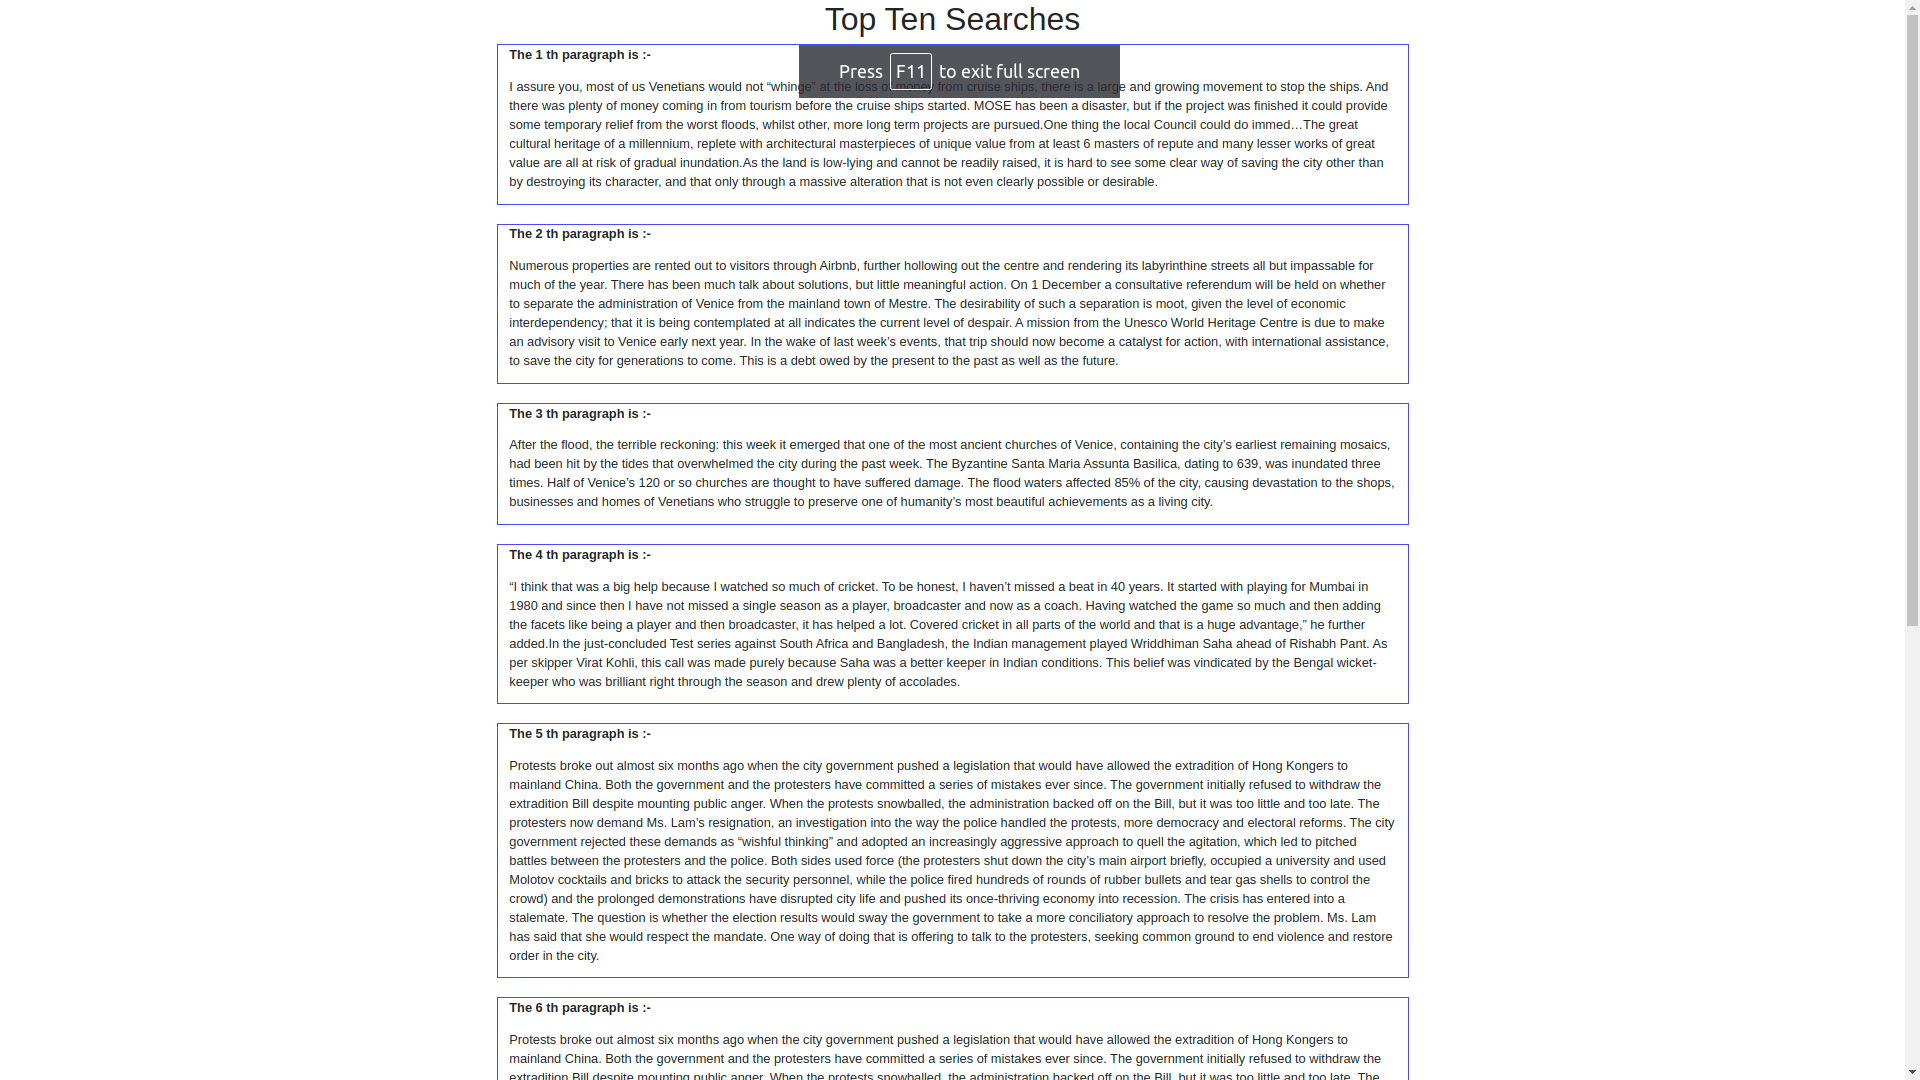 Top Ten Searches
The 1 th paragraph is :-
Press F11 to exit full screen
I assure you, most of us Venetians would not “whinge” at the loss of money from cruise ships, there is a large and growing movement to stop the ships. And
there was plenty of money coming in from tourism before the cruise ships started. MOSE has been a disaster, but if the project was finished it could provide
some temporary relief from the worst floods, whilst other, more long term projects are pursued.One thing the local Council could do immed…The great
cultural heritage of a millennium, replete with architectural masterpieces of unique value from at least 6 masters of repute and many lesser works of great
value are all at risk of gradual inundation.As the land is low-lying and cannot be readily raised, it is hard to see some clear way of saving the city other than
by destroying its character, and that only through a massive alteration that is not even clearly possible or desirable.
The 2 th paragraph is :-
Numerous properties are rented out to visitors through Airbnb, further hollowing out the centre and rendering its labyrinthine streets all but impassable for
much of the year. There has been much talk about solutions, but little meaningful action. On 1 December a consultative referendum will be held on whether
to separate the administration of Venice from the mainland town of Mestre. The desirability of such a separation is moot, given the level of economic
interdependency; that it is being contemplated at all indicates the current level of despair. A mission from the Unesco World Heritage Centre is due to make
an advisory visit to Venice early next year. In the wake of last week’s events, that trip should now become a catalyst for action, with international assistance,
to save the city for generations to come. This is a debt owed by the present to the past as well as the future.
The 3 th paragraph is :-
After the flood, the terrible reckoning: this week it emerged that one of the most ancient churches of Venice, containing the city’s earliest remaining mosaics,
had been hit by the tides that overwhelmed the city during the past week. The Byzantine Santa Maria Assunta Basilica, dating to 639, was inundated three
times. Half of Venice’s 120 or so churches are thought to have suffered damage. The flood waters affected 85% of the city, causing devastation to the shops,
businesses and homes of Venetians who struggle to preserve one of humanity’s most beautiful achievements as a living city.
The 4 th paragraph is :-
“I think that was a big help because I watched so much of cricket. To be honest, I haven’t missed a beat in 40 years. It started with playing for Mumbai in
1980 and since then I have not missed a single season as a player, broadcaster and now as a coach. Having watched the game so much and then adding
the facets like being a player and then broadcaster, it has helped a lot. Covered cricket in all parts of the world and that is a huge advantage,” he further
added.In the just-concluded Test series against South Africa and Bangladesh, the Indian management played Wriddhiman Saha ahead of Rishabh Pant. As
per skipper Virat Kohli, this call was made purely because Saha was a better keeper in Indian conditions. This belief was vindicated by the Bengal wicket-
keeper who was brilliant right through the season and drew plenty of accolades.
The 5 th paragraph is :-
Protests broke out almost six months ago when the city government pushed a legislation that would have allowed the extradition of Hong Kongers to
mainland China. Both the government and the protesters have committed a series of mistakes ever since. The government initially refused to withdraw the
extradition Bill despite mounting public anger. When the protests snowballed, the administration backed off on the Bill, but it was too little and too late. The
protesters now demand Ms. Lam’s resignation, an investigation into the way the police handled the protests, more democracy and electoral reforms. The city
government rejected these demands as “wishful thinking” and adopted an increasingly aggressive approach to quell the agitation, which led to pitched
battles between the protesters and the police. Both sides used force (the protesters shut down the city’s main airport briefly, occupied a university and used
Molotov cocktails and bricks to attack the security personnel, while the police fired hundreds of rounds of rubber bullets and tear gas shells to control the
crowd) and the prolonged demonstrations have disrupted city life and pushed its once-thriving economy into recession. The crisis has entered into a
stalemate. The question is whether the election results would sway the government to take a more conciliatory approach to resolve the problem. Ms. Lam
has said that she would respect the mandate. One way of doing that is offering to talk to the protesters, seeking common ground to end violence and restore
order in the city.
The 6 th paragraph is :-
Protests broke out almost six months ago when the city government pushed a legislation that would have allowed the extradition of Hong Kongers to
mainland China. Both the government and the protesters have committed a series of mistakes ever since. The government initially refused to withdraw the
extradition Bill despite mounting public anger. When the protests snowballed, the administration backed off on the Bill, but it was too little and too late. The